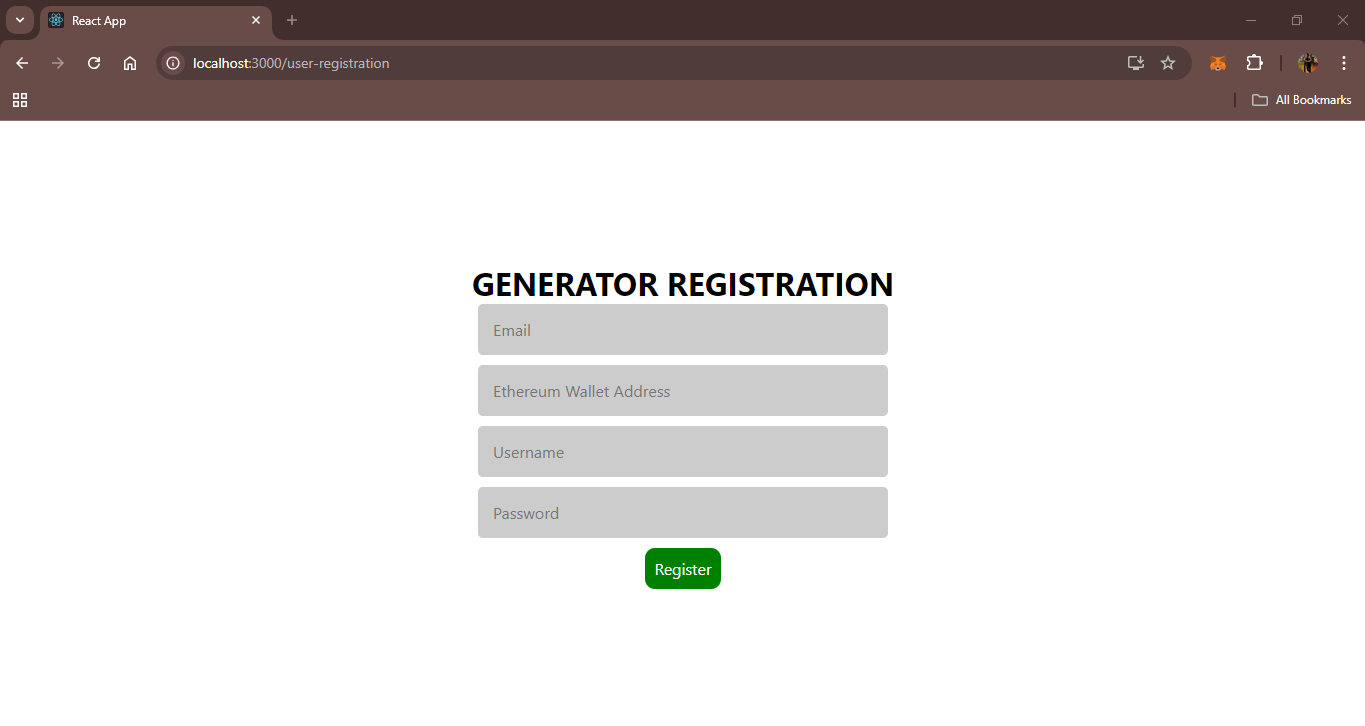 React App
localhost:3000/user-registration
All Bookmarks
GENERATOR REGISTRATION
Email
Ethereum Wallet Address
Username
Password
Register